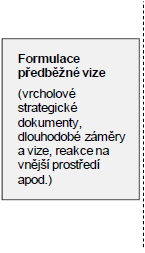 Formulace
předběžné vize
(vrcholové
strategické
dokumenty,
dlouhodobé záměry
a vize, reakce na
vnější prostředí
apod.)